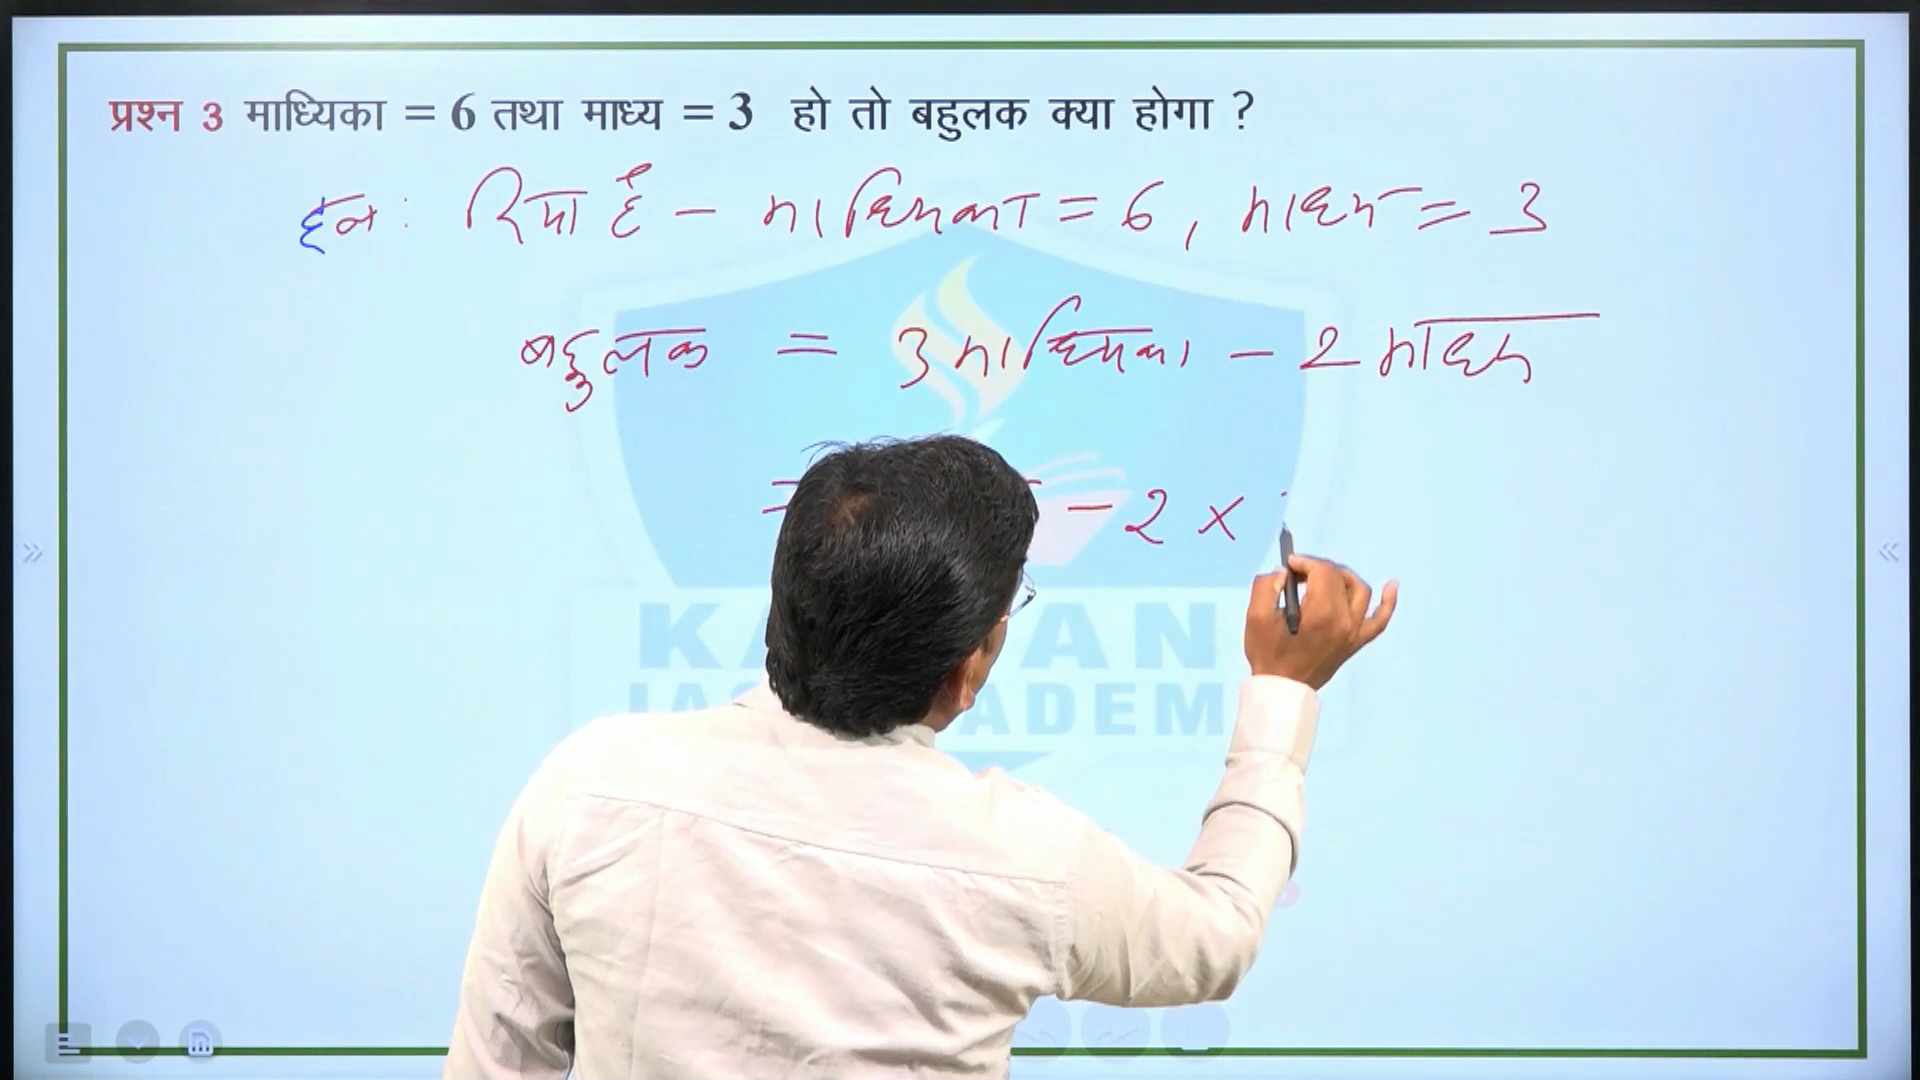 प्रश्न 3 माध्यिका = 6 तथा माध्य = 3 हो तो बहुलक क्या होगा ?
हल : दिया है – माध्यिका = 6 , माध्य = 3
बहुलक = 3 माध्यिका – 2 माध्य
= – 2 ×